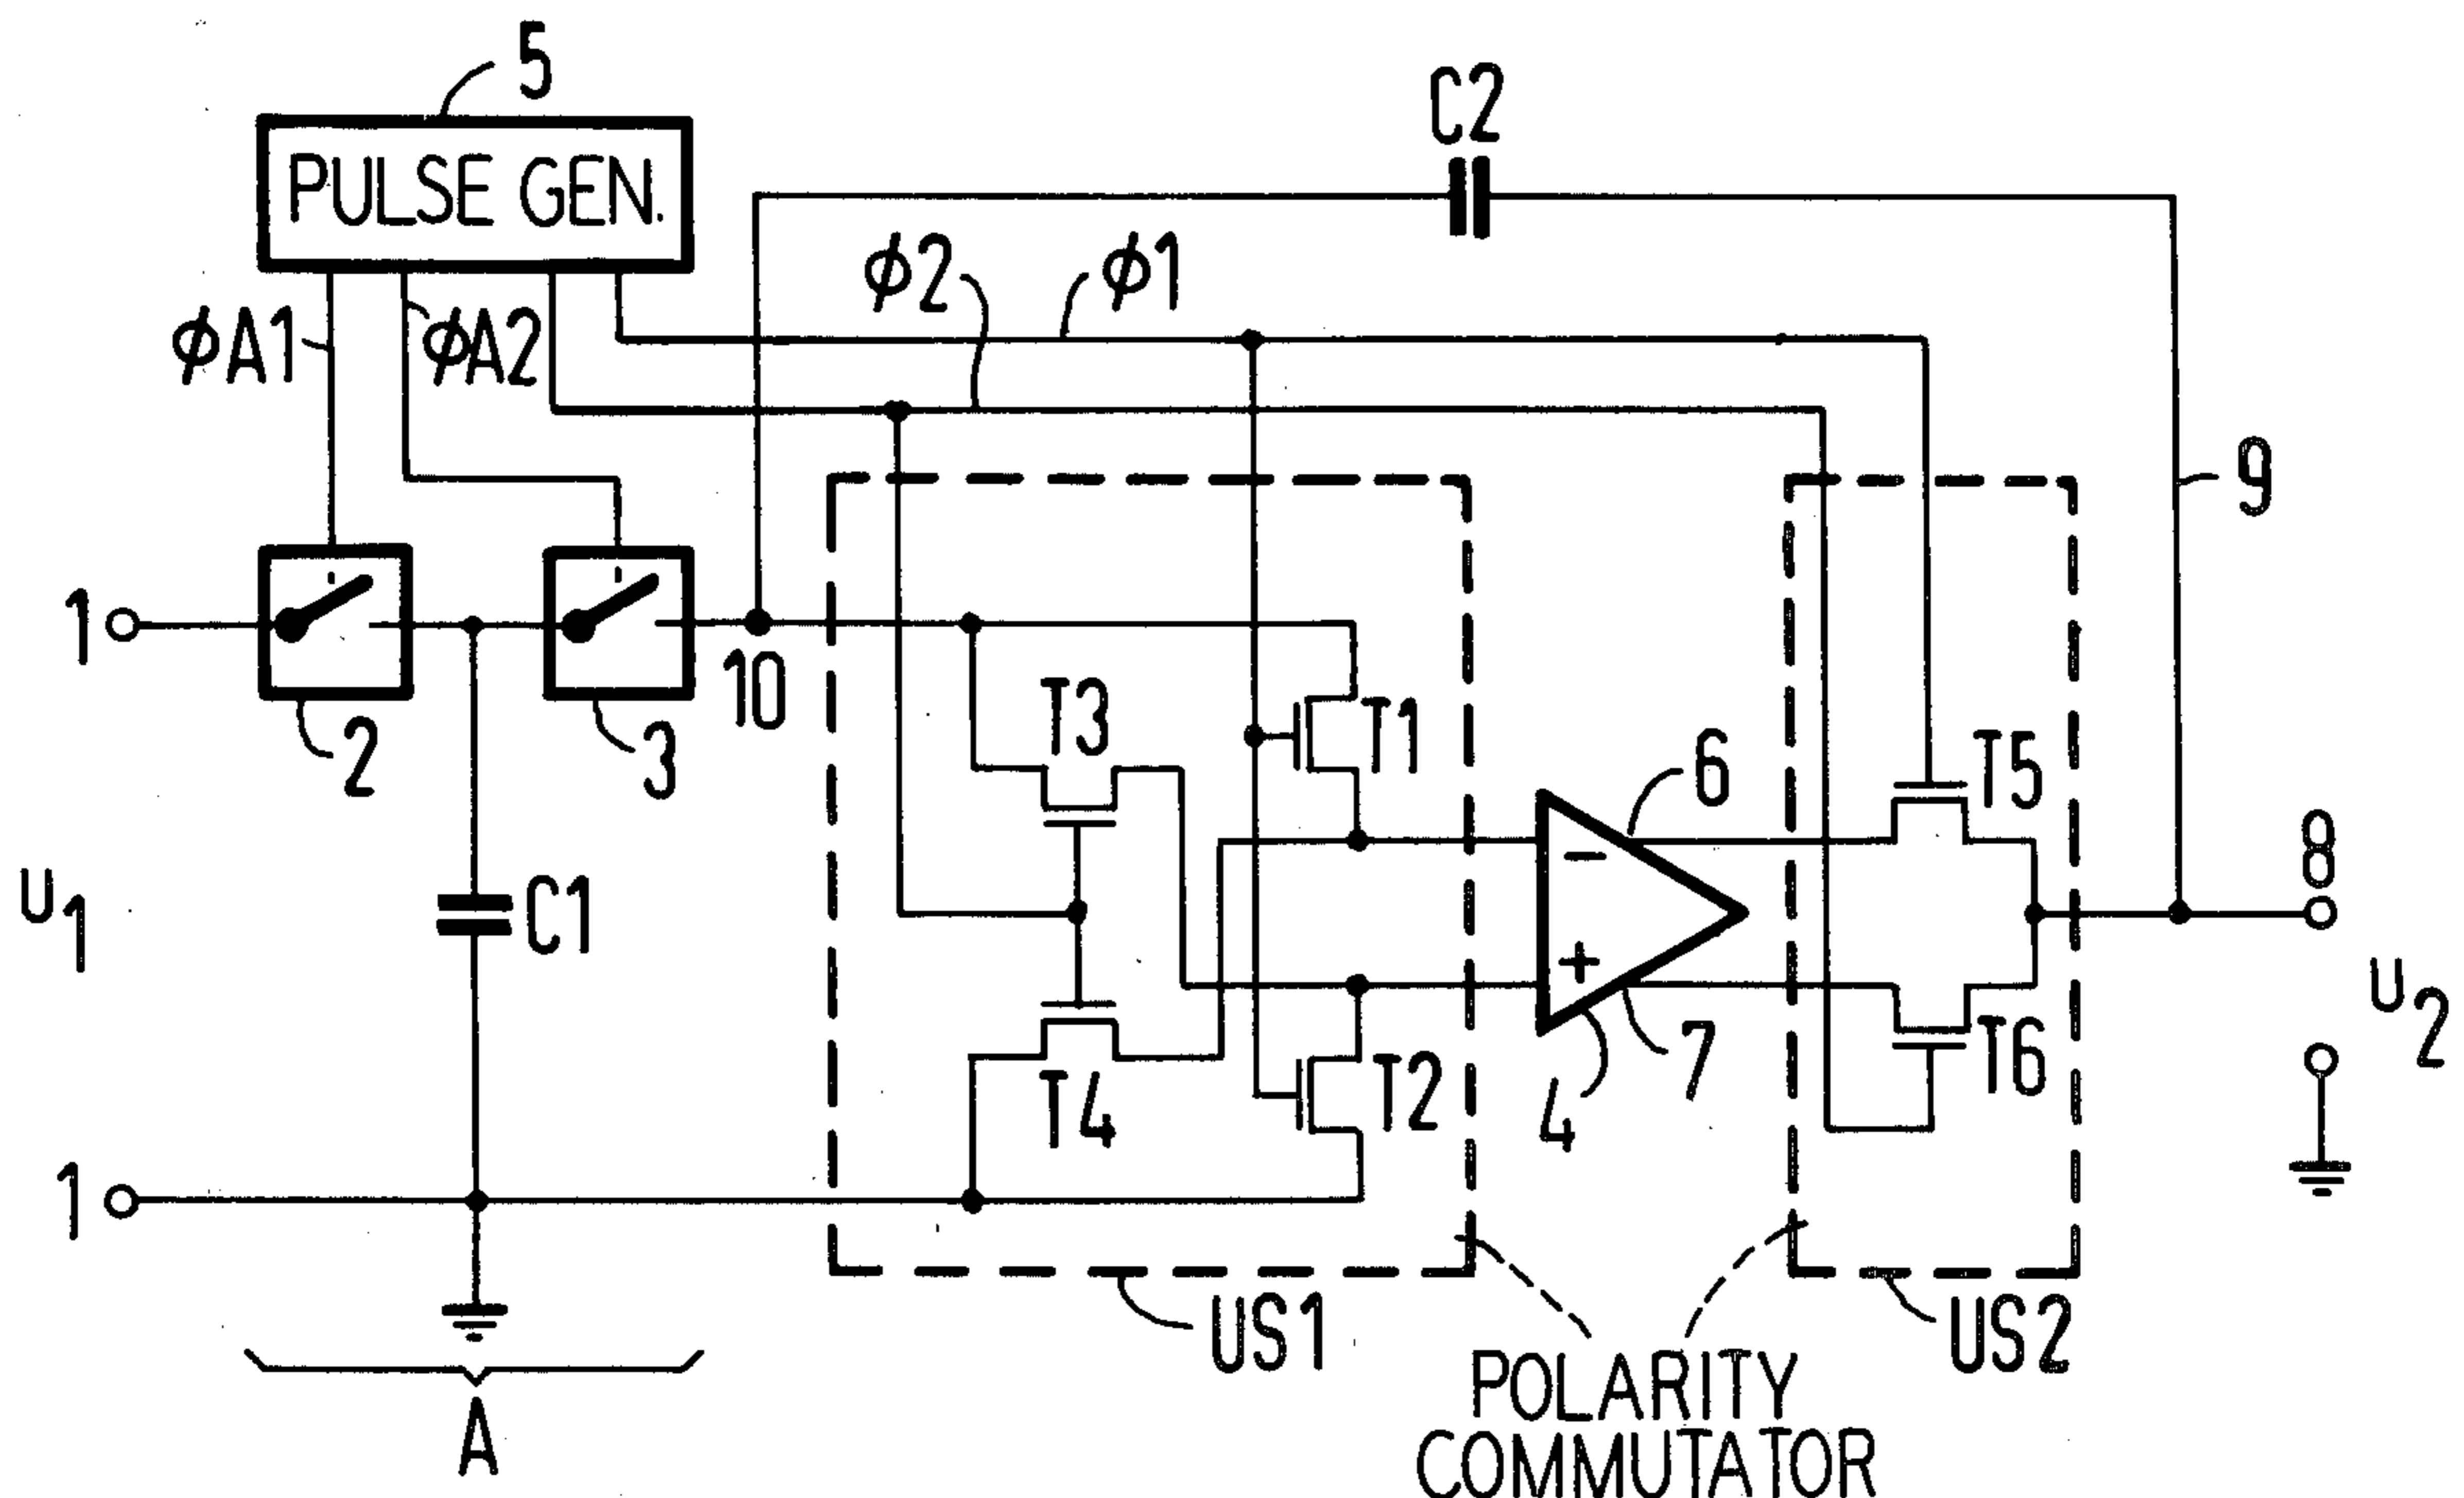 5
C2
PULSE GEN.
ϕ2
ϕ1
ϕA1
ϕA2
9
1
10
T3
T1
2
3
6
T5
8
U1
C1
−
+
U2
7
T6
4
T4
T2
1
US1
US2
POLARITY
COMMUTATOR
A